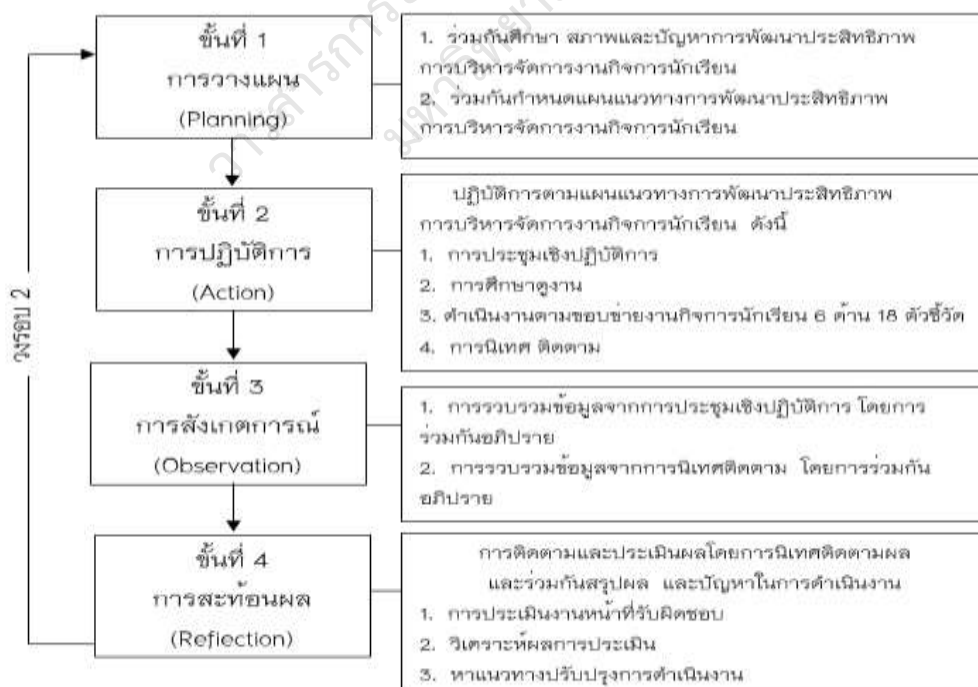 ขั้นที่ 1
การวางแผน
(Planning)
1. ร่วมกันศึกษา สภาพและปัญหาการพัฒนาประสิทธิภาพ
การบริหารจัดการงานกิจการนักเรียน
2. ร่วมกันกำหนดแผนแนวทางการพัฒนาประสิทธิภาพ
การบริหารจัดการงานกิจการนักเรียน
ขั้นที่ 2
การปฏิบัติการ
(Action)
ปฏิบัติการตามแผนแนวทางการพัฒนาประสิทธิภาพ
การบริหารจัดการงานกิจการนักเรียน ดังนี้
1. การประชุมเชิงปฏิบัติการ
2. การศึกษาดูงาน
3. ดำเนินงานตามขอบข่ายงานกิจการนักเรียน 6 ด้าน 18 ตัวชี้วัด
4. การนิเทศ ติดตาม
วงรอบ 2
ขั้นที่ 3
การสังเกตการณ์
(Observation)
1. การรวบรวมข้อมูลจากการประชุมเชิงปฏิบัติการ โดยการ
ร่วมกันอภิปราย
2. การรวบรวมข้อมูลจากการนิเทศติดตาม โดยการร่วมกัน
อภิปราย
ขั้นที่ 4
การสะท้อนผล
(Refiection)
การติดตามและประเมินผลโดยการนิเทศติดตามผล
และร่วมกันสรุปผล และปัญหาในการดำเนินงาน
1. การประเมินงานหน้าที่รับผิดชอบ
2. วิเคราะห์ผลการประเมิน
3. หาแนวทางปรับปรุงการดำเนินงาน